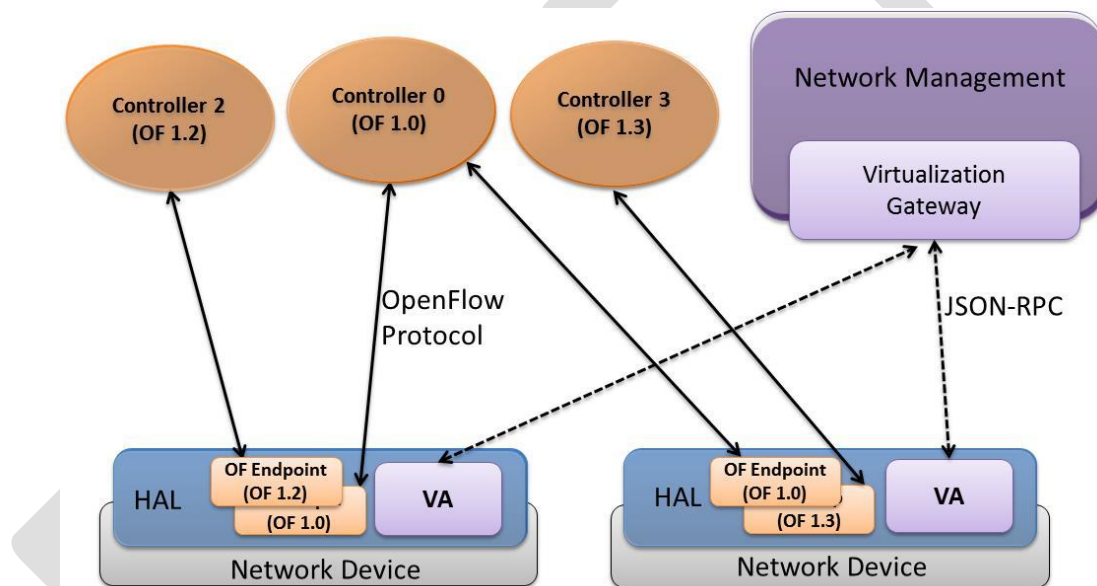 Controller 2
(OF 1.2)
Controller 0
(OF 1.0)
Controller 3
(OF 1.3)
Network Management
Virtualization
Gateway
OpenFlow
Protocol
JSON-RPC
HAL
OF Endpoint
(OF 1.2)
(OF 1.0)
VA
Network Device
HAL
OF Endpoint
(OF 1.0)
(OF 1.3)
VA
Network Device